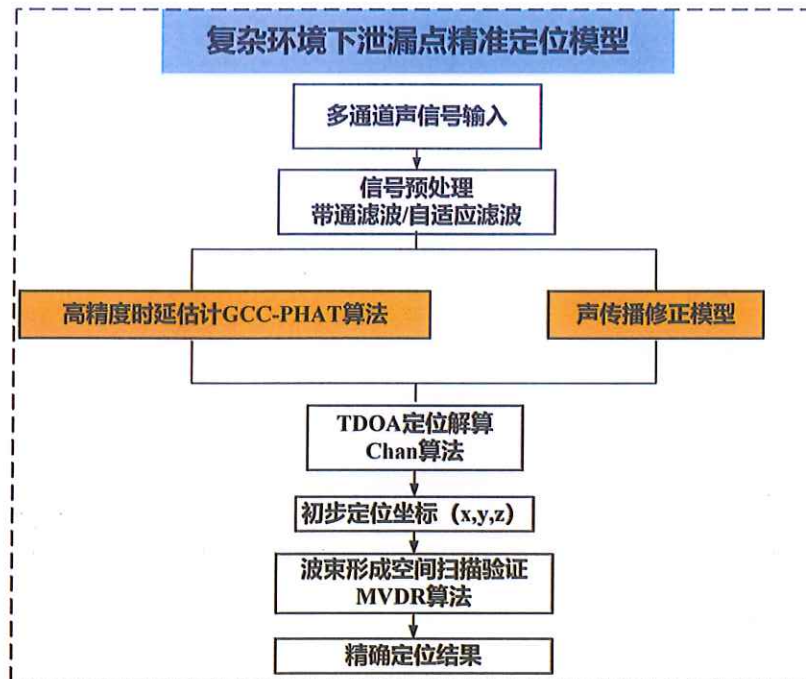 复杂环境下泄漏点精准定位模型
多通道声信号输入
信号预处理
带通滤波/自适应滤波
高精度时延估计GCC-PHAT算法
声传播修正模型
TDOA定位解算
Chan算法
初步定位坐标（x,y,z）
波束形成空间扫描验证
MVDR算法
精确定位结果